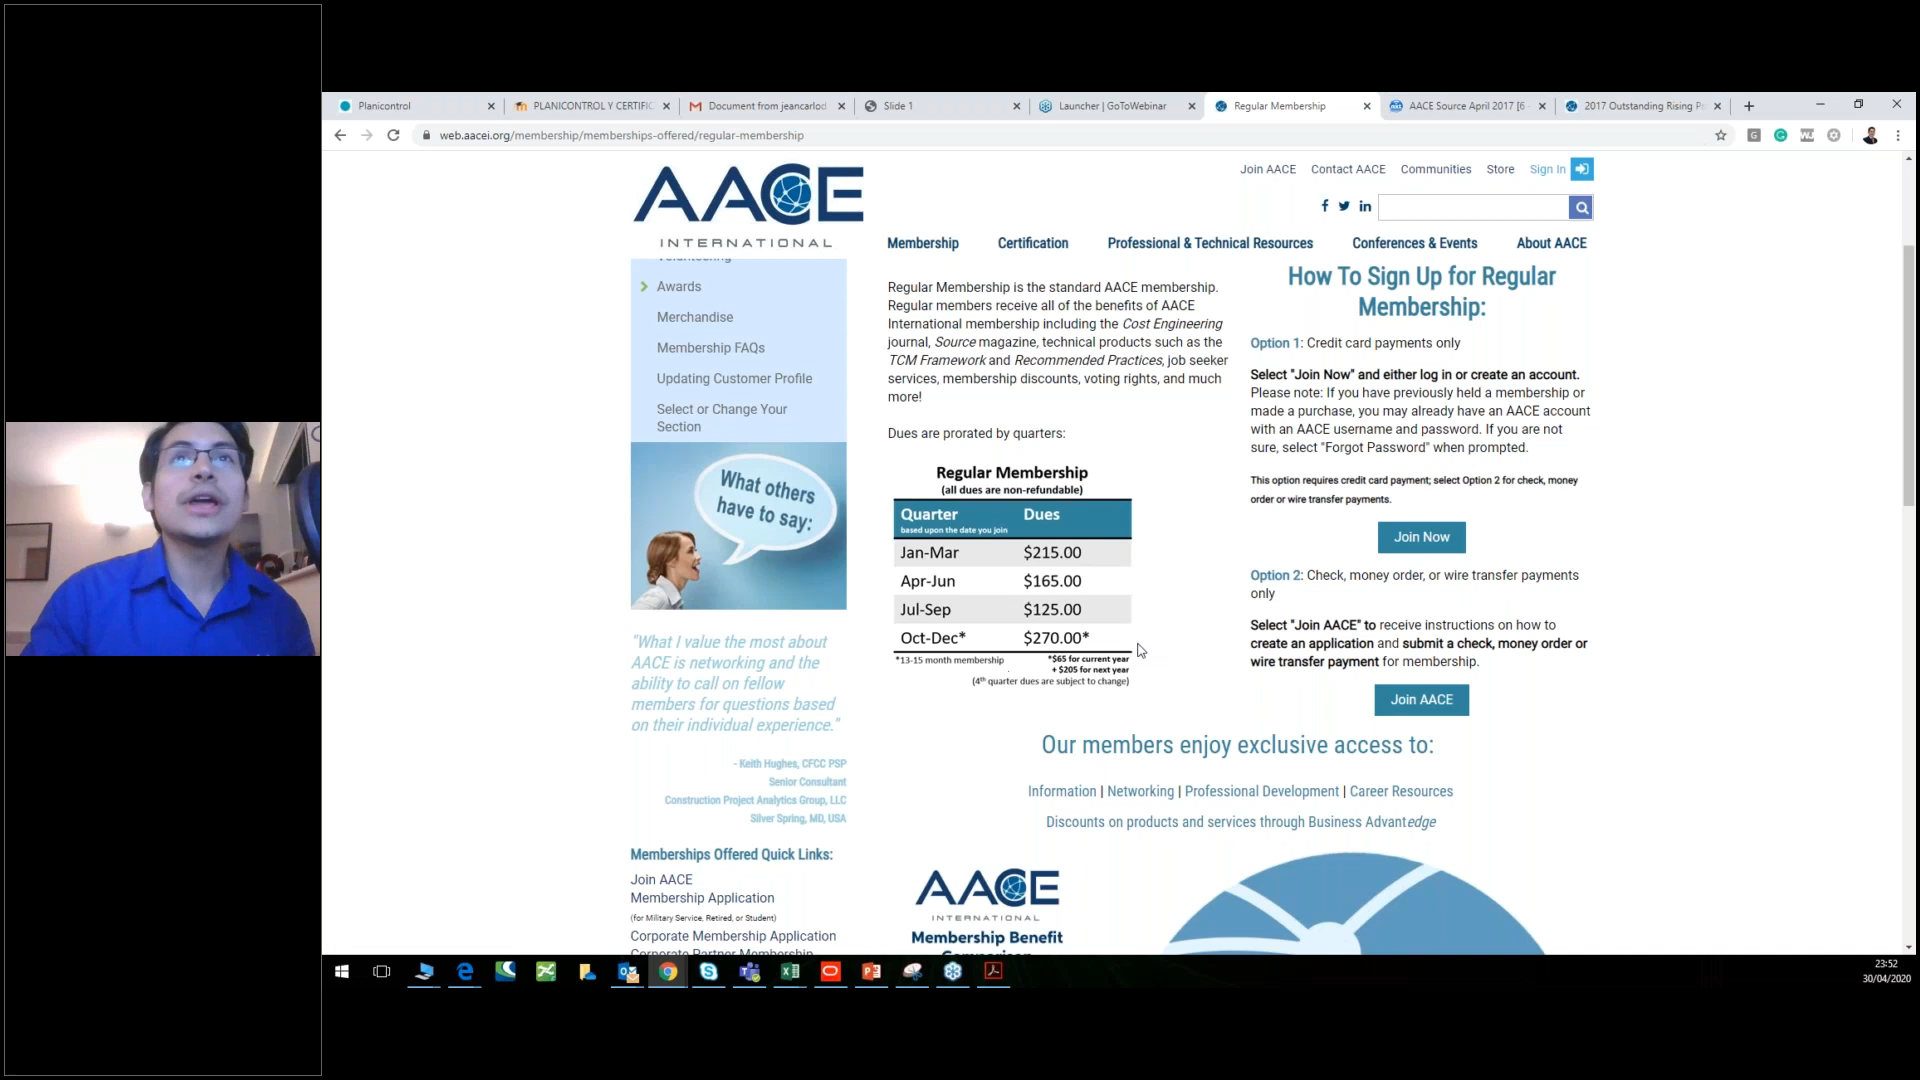 Planicontrol
PLANICONTROL Y CERTIFIC
Document from jeancarlod
Slide 1
Launcher | GoToWebinar
Regular Membership
AACE Source April 2017 [6 -
2017 Outstanding Rising Pr
web.aacei.org/membership/memberships-offered/regular-membership
AACE
INTERNATIONAL
Join AACE
Contact AACE
Communities
Store
Sign In
Membership
Certification
Professional & Technical Resources
Conferences & Events
About AACE
Volunteering
Awards
Merchandise
Membership FAQs
Updating Customer Profile
Select or Change Your
Section
What others
have to say:
"What I value the most about
AACE is networking and the
ability to call on fellow
members for questions based
on their individual experience."
- Keith Hughes, CFCC PSP
Senior Consultant
Construction Project Analytics Group, LLC
Silver Spring, MD, USA
Memberships Offered Quick Links:
Join AACE
Membership Application
(for Military Service, Retired, or Student)
Corporate Membership Application
Corporate Partner Membership
Regular Membership is the standard AACE membership.
Regular members receive all of the benefits of AACE
International membership including the Cost Engineering
journal, Source magazine, technical products such as the
TCM Framework and Recommended Practices, job seeker
services, membership discounts, voting rights, and much
more!
Dues are prorated by quarters:
Regular Membership
(all dues are non-refundable)
Quarter Dues
based upon the date you join
Jan-Mar $215.00
Apr-Jun $165.00
Jul-Sep $125.00
Oct-Dec* $270.00*
*13-15 month membership *$65 for current year
+ $205 for next year
(4th quarter dues are subject to change)
How To Sign Up for Regular
Membership:
Option 1: Credit card payments only
Select "Join Now" and either log in or create an account.
Please note: If you have previously held a membership or
made a purchase, you may already have an AACE account
with an AACE username and password. If you are not
sure, select "Forgot Password" when prompted.
This option requires credit card payment; select Option 2 for check, money
order or wire transfer payments.
Join Now
Option 2: Check, money order, or wire transfer payments
only
Select "Join AACE" to receive instructions on how to
create an application and submit a check, money order or
wire transfer payment for membership.
Join AACE
Our members enjoy exclusive access to:
Information | Networking | Professional Development | Career Resources
Discounts on products and services through Business Advantedge
AACE
INTERNATIONAL
Membership Benefit
Comparison
23:52
30/04/2020